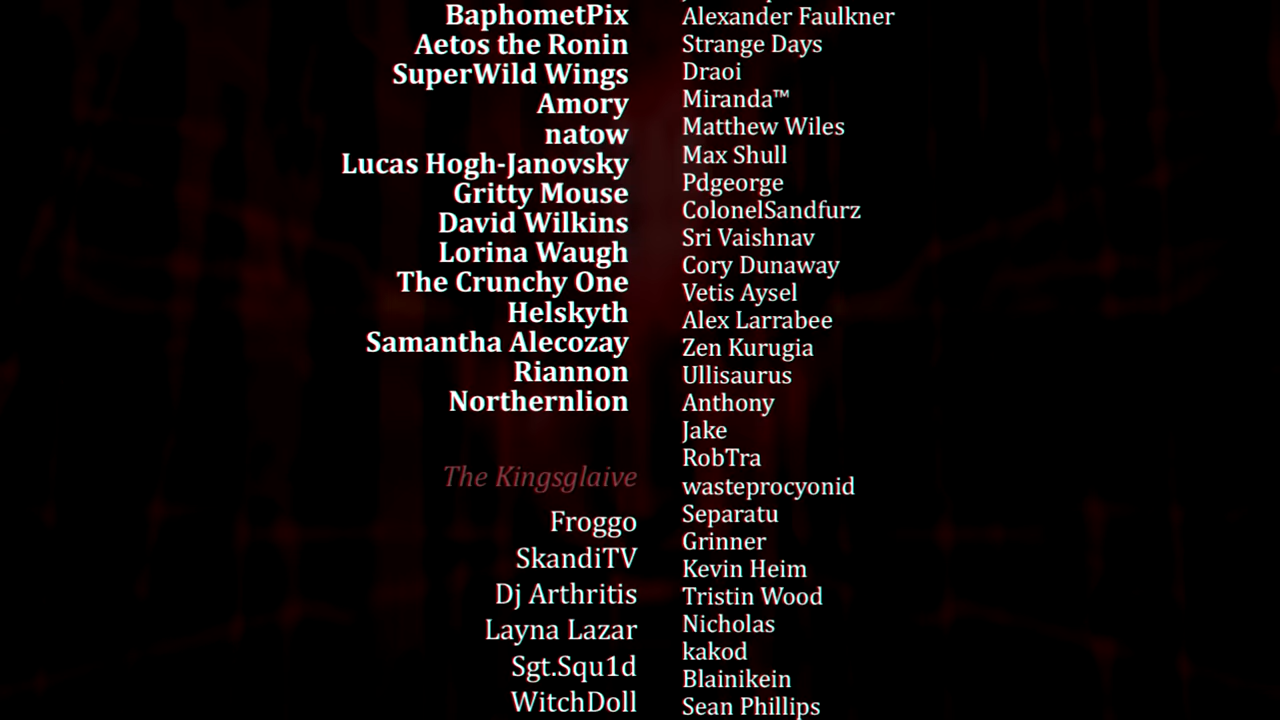 BaphometPix
Aetos the Ronin
SuperWild Wings
Amory
natow
Lucas Hogh-Janovsky
Gritty Mouse
David Wilkins
Lorina Waugh
The Crunchy One
Helskyth
Samantha Alecozay
Riannon
Northernlion
The Kingsglaive
Froggo
SkandiTV
Dj Arthritis
Layna Lazar
Sgt.Squ1d
WitchDoll
Alexander Faulkner
Strange Days
Draoi
Miranda™
Matthew Wiles
Max Shull
Pdgeorge
ColonelSandfurz
Sri Vaishnav
Cory Dunaway
Vetis Aysel
Alex Larrabee
Zen Kurugia
Ullisaurus
Anthony
Jake
RobTra
wasteprocyonid
Separatu
Grinner
Kevin Heim
Tristin Wood
Nicholas
kakod
Blainikein
Sean Phillips